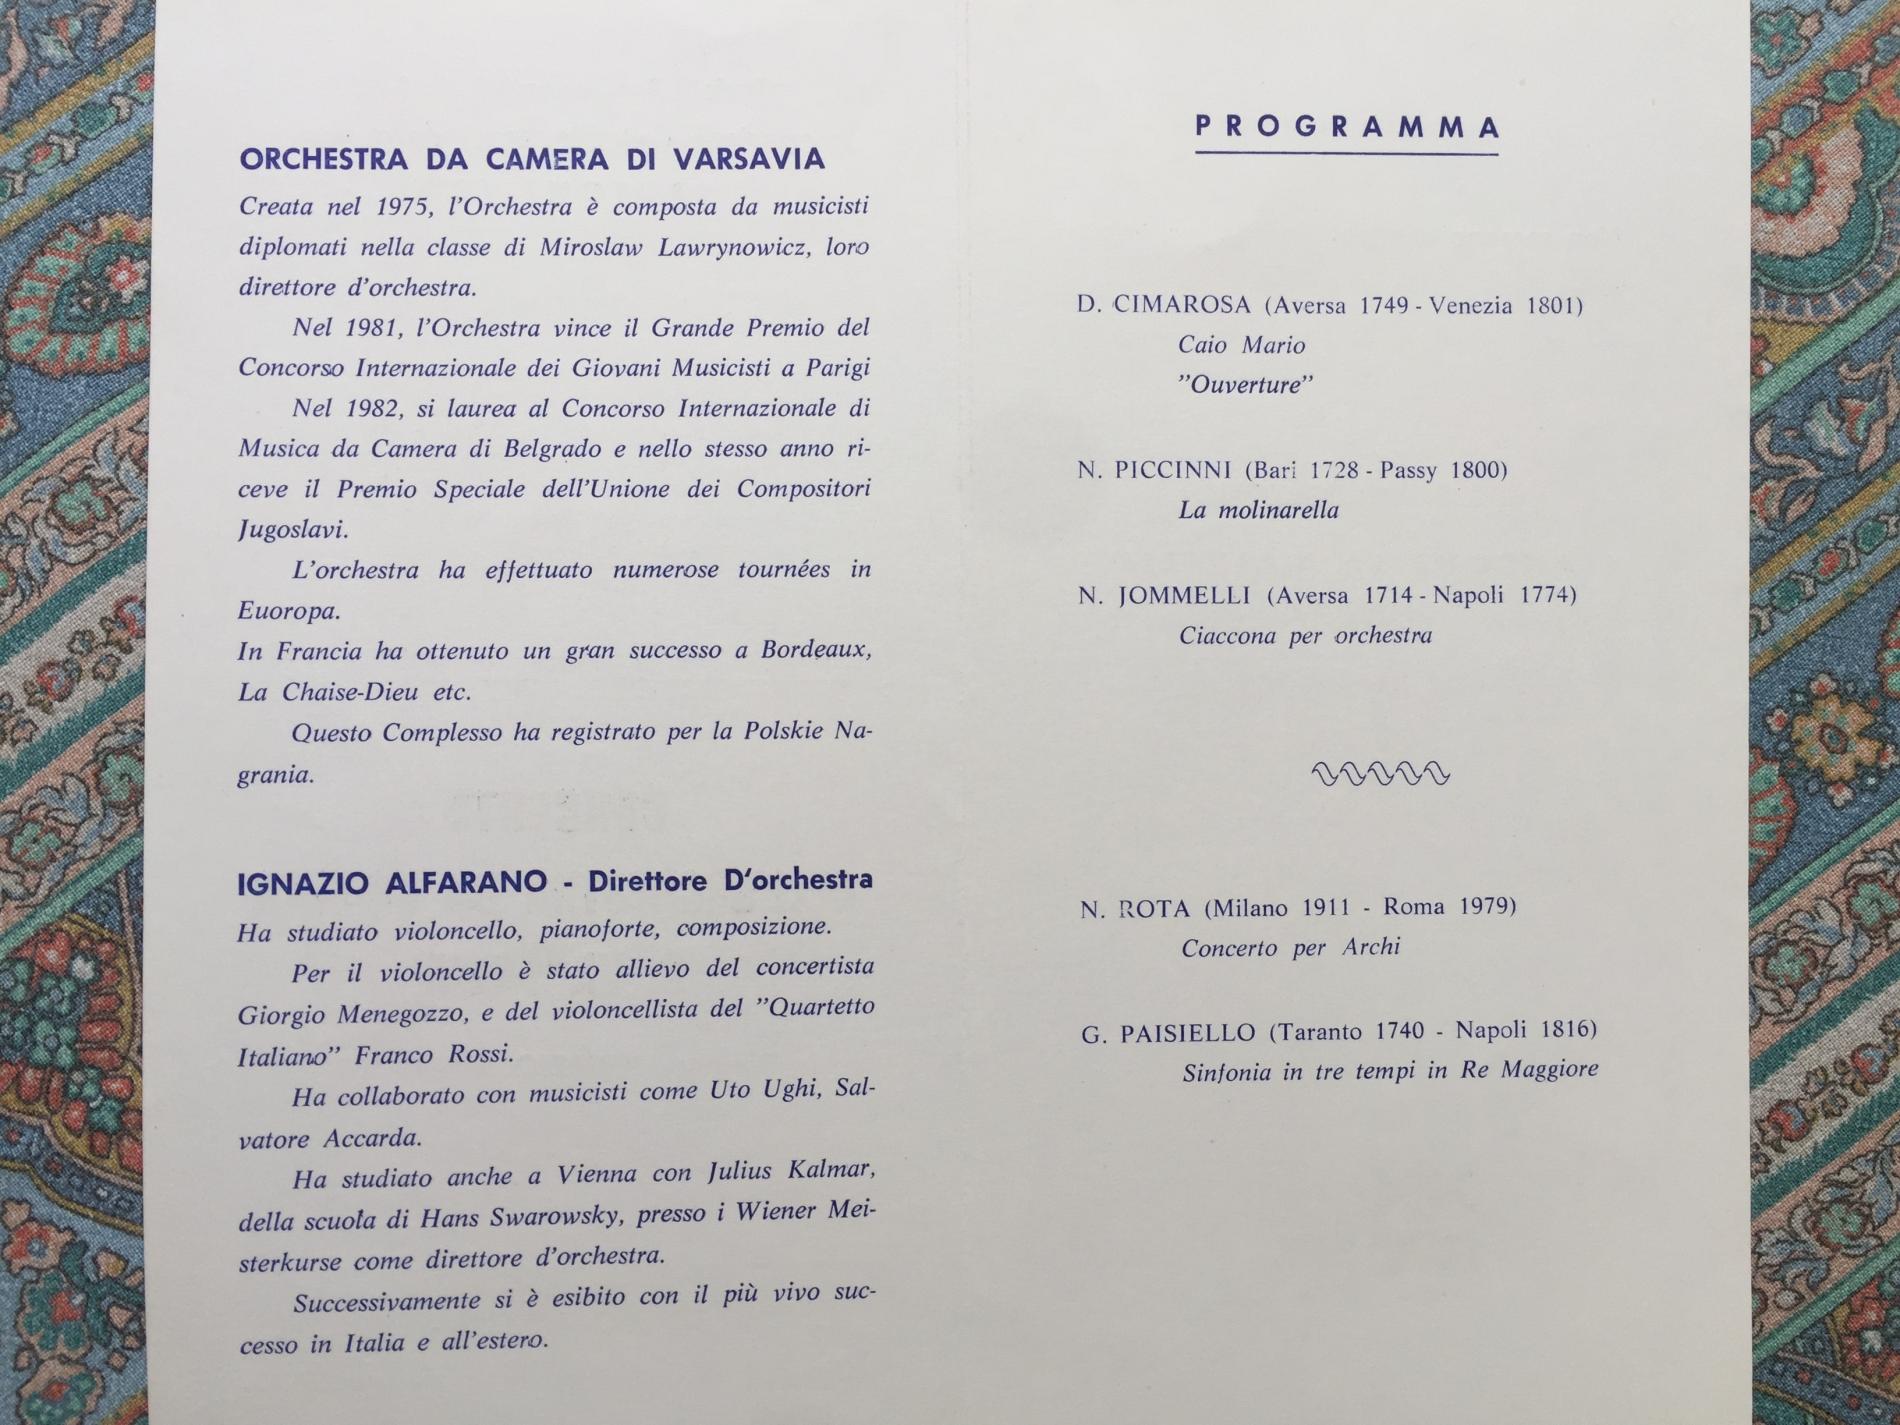 ORCHESTRA DA CAMERA DI VARSAVIA
Creata nel 1975, l'Orchestra è composta da musicisti
diplomati nella classe di Miroslaw Lawrynowicz, loro
direttore d'orchestra.
Nel 1981, l'Orchestra vince il Grande Premio del
Concorso Internazionale dei Giovani Musicisti a Parigi
Nel 1982, si laurea al Concorso Internazionale di
Musica da Camera di Belgrado e nello stesso anno ri-
ceve il Premio Speciale dell'Unione dei Compositori
Jugoslavi.
L'orchestra ha effettuato numerose tournées in
Euoropa.
In Francia ha ottenuto un gran successo a Bordeaux,
La Chaise-Dieu etc.
Questo Complesso ha registrato per la Polskie Na-
grania.
IGNAZIO ALFARANO - Direttore D'orchestra
Ha studiato violoncello, pianoforte, composizione.
Per il violoncello è stato allievo del concertista
Giorgio Menegozzo, e del violoncellista del ”Quartetto
Italiano” Franco Rossi.
Ha collaborato con musicisti come Uto Ughi, Sal-
vatore Accarda.
Ha studiato anche a Vienna con Julius Kalmar,
della scuola di Hans Swarowsky, presso i Wiener Mei-
sterkurse come direttore d'orchestra.
Successivamente si è esibito con il più vivo suc-
cesso in Italia e all'estero.
PROGRAMMA
D. CIMAROSA (Aversa 1749 - Venezia 1801)
Caio Mario
”Ouverture”
N. PICCINNI (Bari 1728 - Passy 1800)
La molinarella
N. JOMMELLI (Aversa 1714 - Napoli 1774)
Ciaccona per orchestra
N. ROTA (Milano 1911 - Roma 1979)
Concerto per Archi
G. PAISIELLO (Taranto 1740 - Napoli 1816)
Sinfonia in tre tempi in Re Maggiore